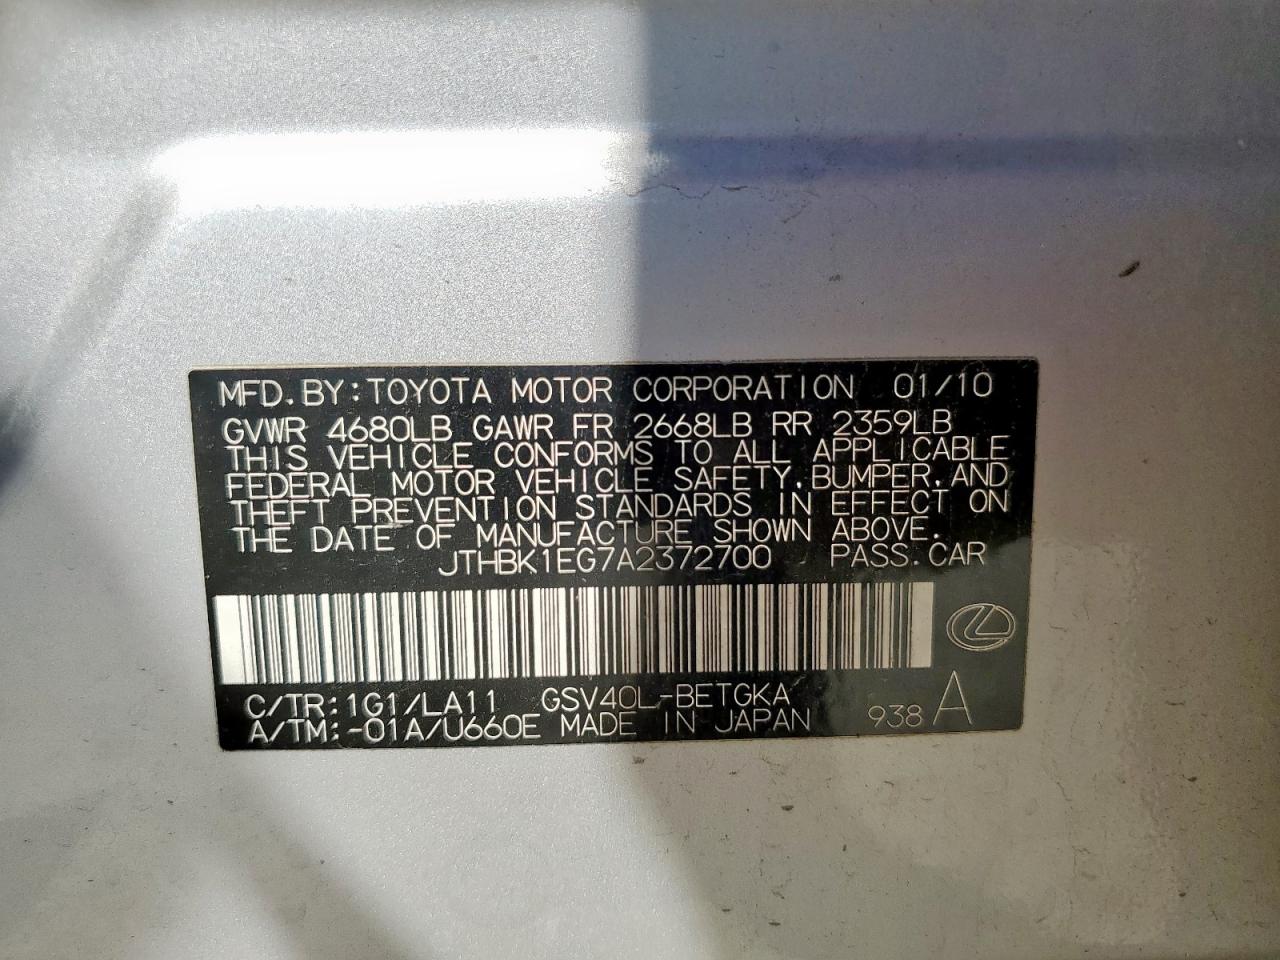 MFD. BY: TOYOTA MOTOR CORPORATION 01/10
GVWR 4680LB GAWR FR 2668LB RR 2359LB
THIS VEHICLE CONFORMS TO ALL APPLICABLE
FEDERAL MOTOR VEHICLE SAFETY, BUMPER, AND
THEFT PREVENTION STANDARDS IN EFFECT ON
THE DATE OF MANUFACTURE SHOWN ABOVE.
JTHBK1EG7A2372700 PASS. CAR
C/TR: 1G1/LA11 GSV40L-BETGKA
A/TM: -01A/U660E MADE IN JAPAN 938 A